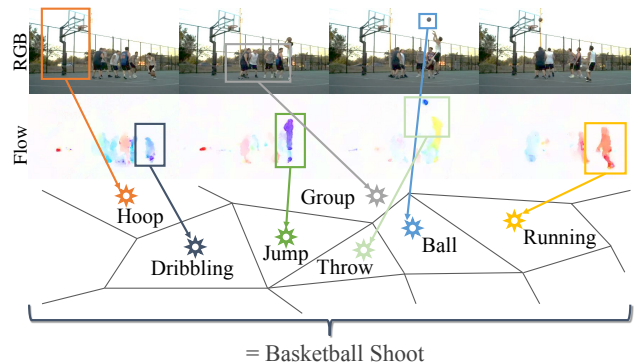 RGB
Flow
Hoop
Group
Dribbling
Jump
Throw
Ball
Running
= Basketball Shoot